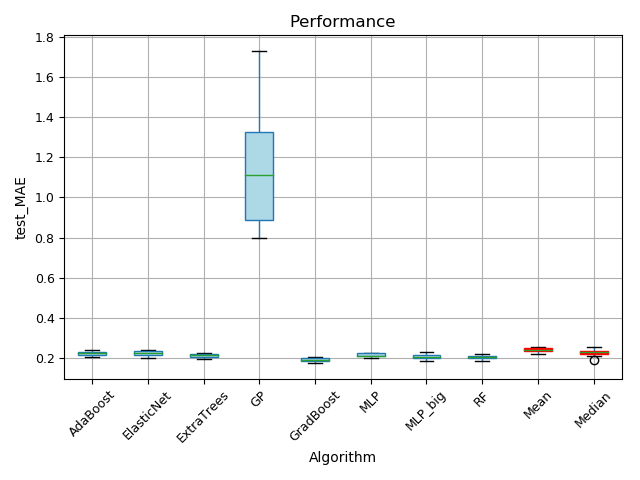 Performance
1.8
1.6
1.4
1.2
1.0
0.8
0.6
0.4
0.2
test_MAE
AdaBoost
ElasticNet
ExtraTrees
GP
GradBoost
MLP
MLP_big
RF
Mean
Median
Algorithm